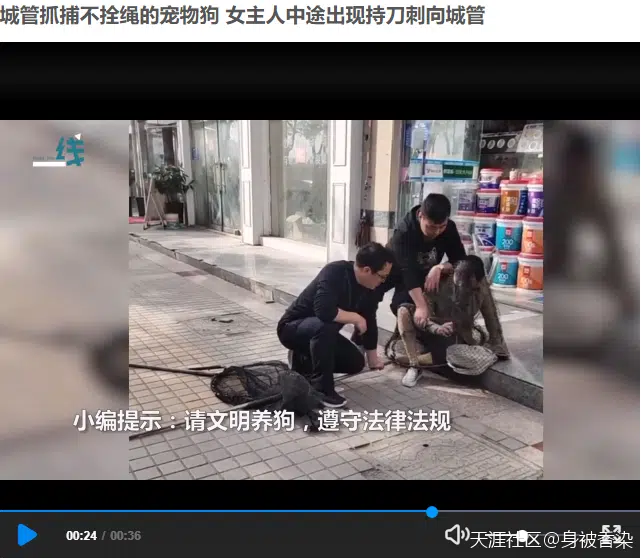 城管抓捕不拴绳的宠物狗 女主人中途出现持刀刺向城管
线
200
小编提示：请文明养狗，遵守法律法规
00:24 / 00:36
天涯社区@身被香染